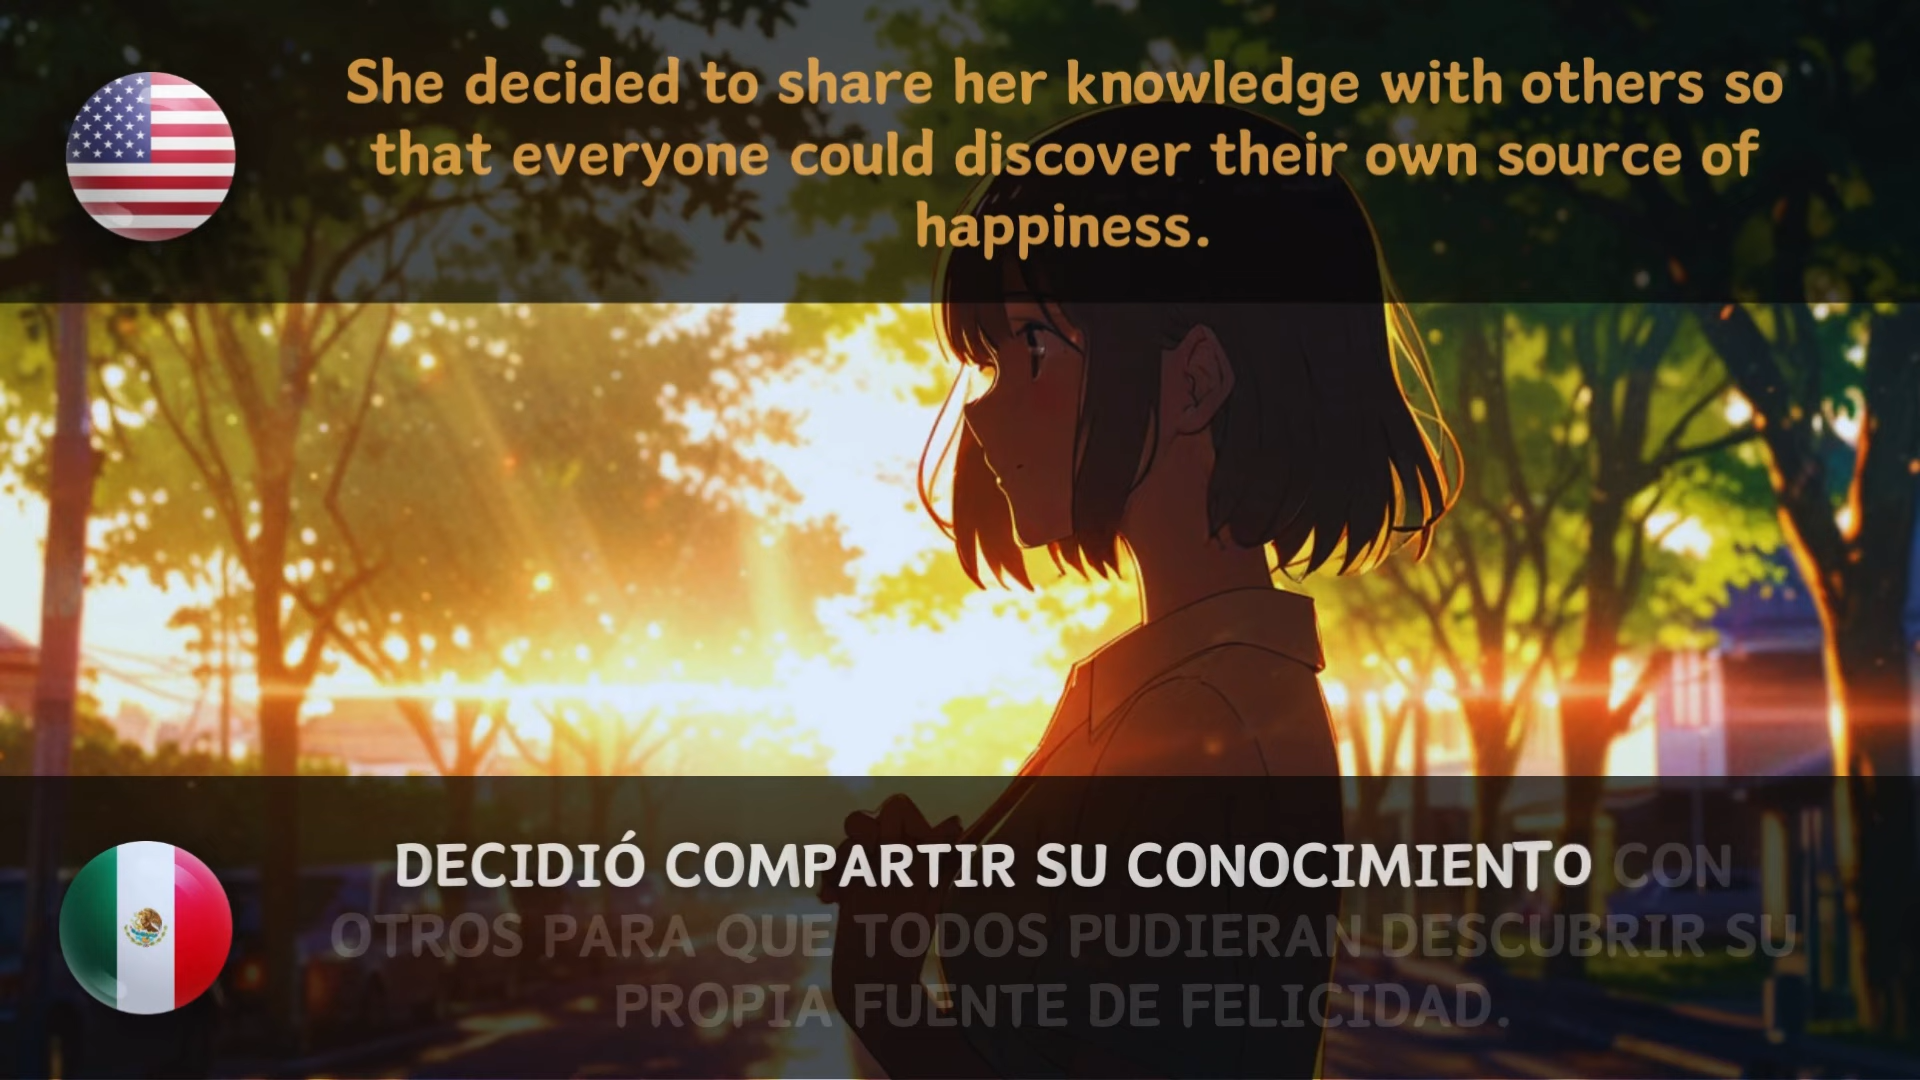 She decided to share her knowledge with others so
that everyone could discover their own source of
happiness.
DECIDIÓ COMPARTIR SU CONOCIMIENTO CON
OTROS PARA QUE TODOS PUDIERAN DESCUBRIR SU
PROPIA FUENTE DE FELICIDAD.